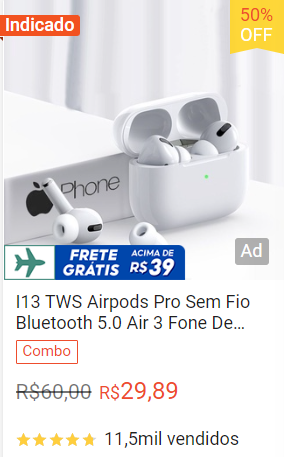 Indicado
50%
OFF
Phone
FRETE
GRÁTIS
ACIMA DE
R$39
Ad
I13 TWS Airpods Pro Sem Fio
Bluetooth 5.0 Air 3 Fone De...
Combo
R$60,00 R$29,89
11,5mil vendidos